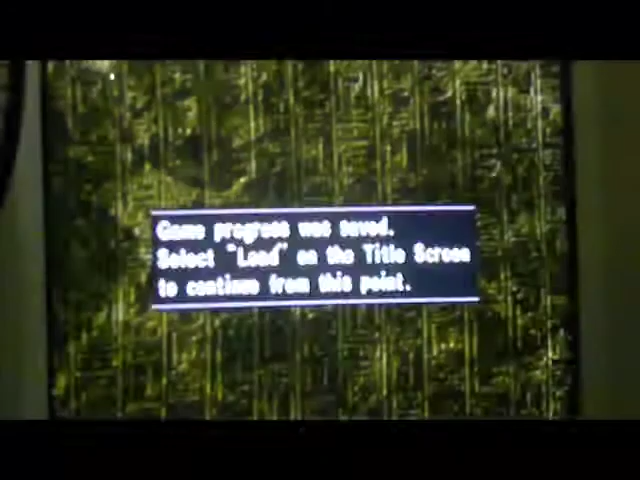 Game progress was saved.
Select "Load" on the Title Screen
to continue from this point.